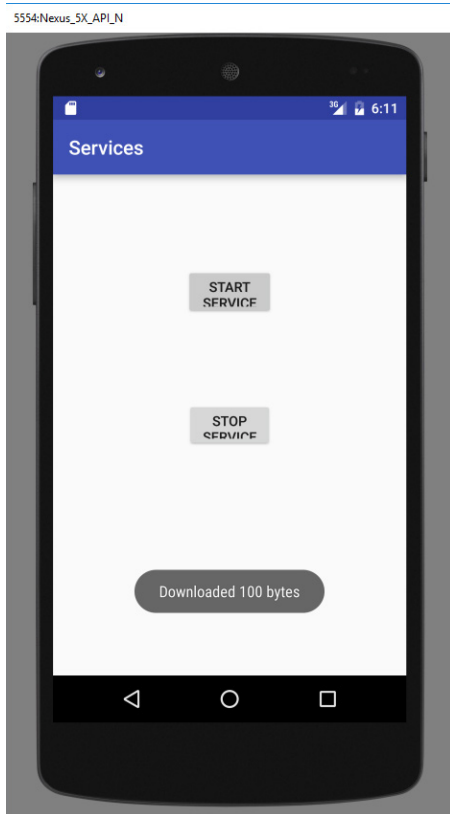 5554:Nexus_5X_API_N
3G 6:11
Services
START
SERVICE
STOP
SERVICE
Downloaded 100 bytes